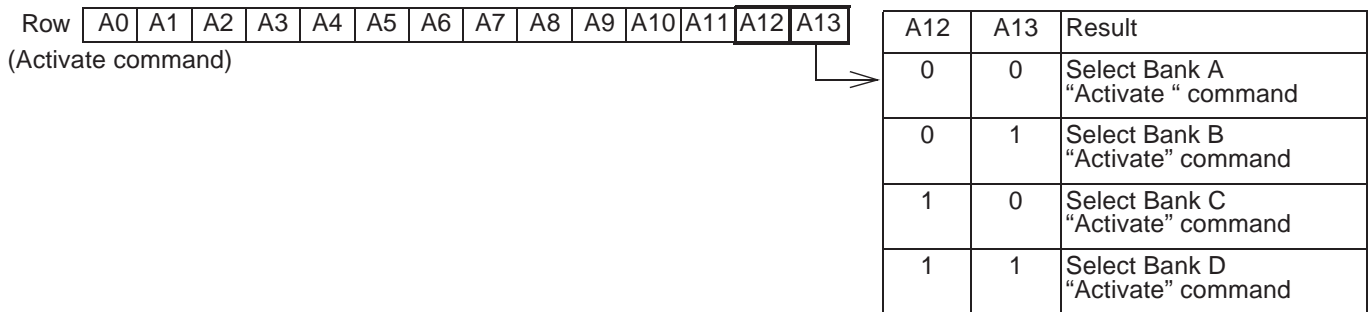 Row A0 A1 A2 A3 A4 A5 A6 A7 A8 A9 A10 A11 A12 A13
(Activate command)
A12 A13 Result
0 0 Select Bank A
“Activate “ command
0 1 Select Bank B
“Activate” command
1 0 Select Bank C
“Activate” command
1 1 Select Bank D
“Activate” command